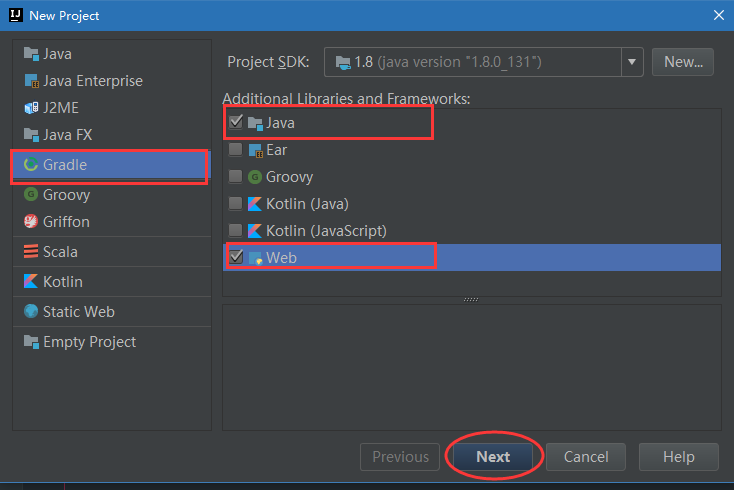 New Project
Java
Java Enterprise
J2ME
Java FX
Gradle
Groovy
Griffon
Scala
Kotlin
Static Web
Empty Project
Project SDK: 1.8 (java version "1.8.0_131") New...
Additional Libraries and Frameworks:
Java
Ear
Groovy
Kotlin (Java)
Kotlin (JavaScript)
Web
Previous Next Cancel Help